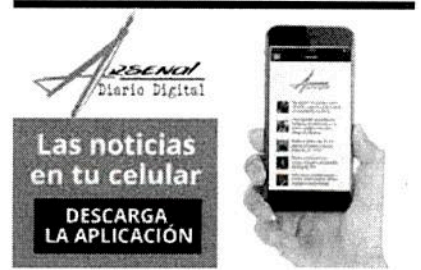 ARSENAL
Diario Digital
Las noticias
en tu celular
DESCARGA
LA APLICACIÓN